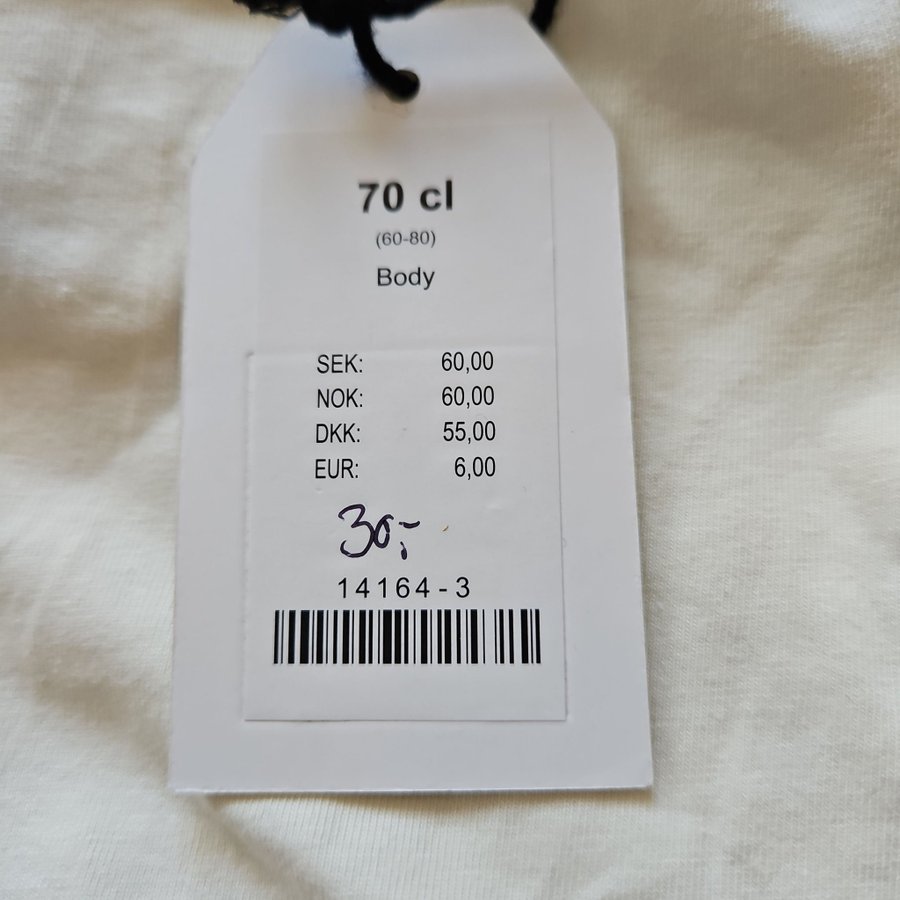 70 cl
(60-80)
Body
SEK: 60,00
NOK: 60,00
DKK: 55,00
EUR: 6,00
30,-
14164-3